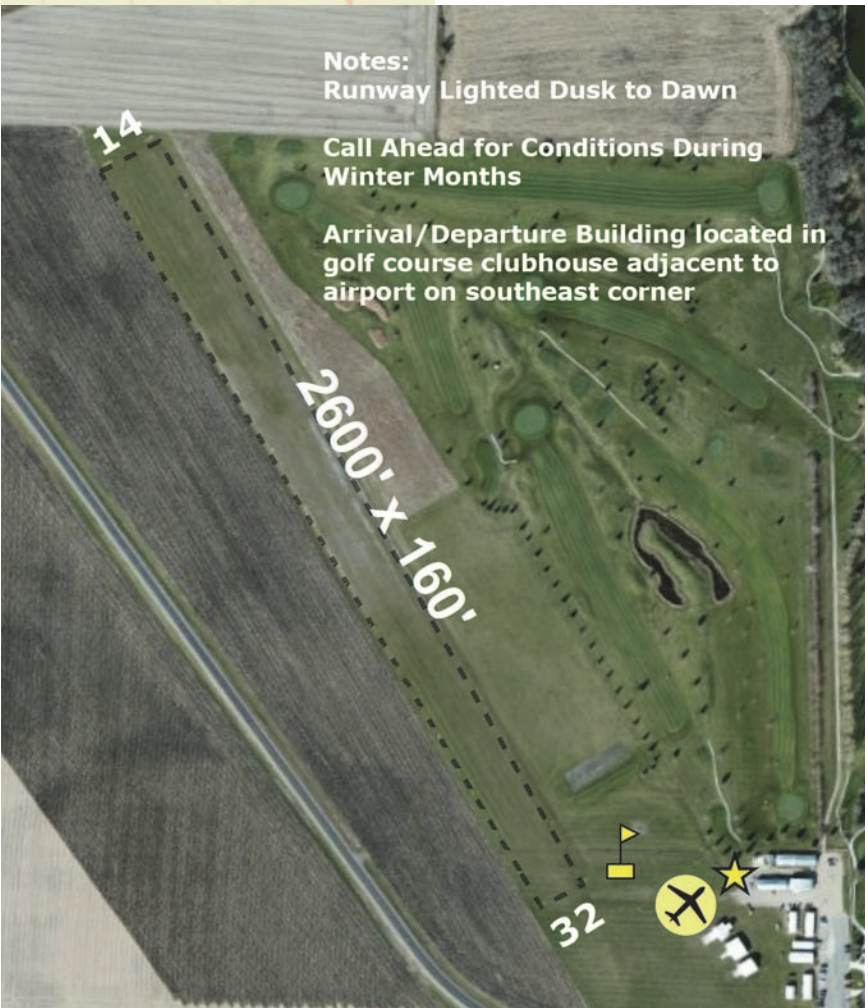 Notes:
Runway Lighted Dusk to Dawn
Call Ahead for Conditions During
Winter Months
Arrival/Departure Building located in
golf course clubhouse adjacent to
airport on southeast corner
14
2600' x 160'
32